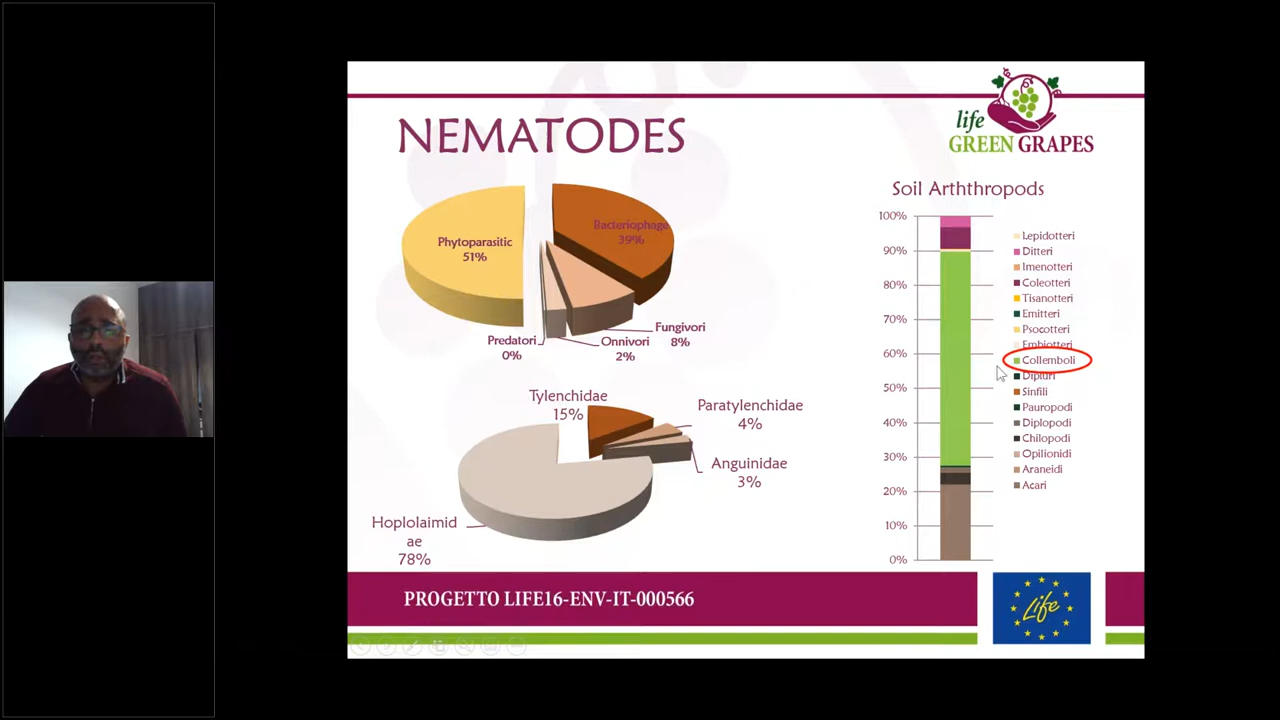 life
GREEN GRAPES
NEMATODES
Phytoparasitic
51%
Bacteriophage
39%
Fungivori
8%
Onnivori
2%
Predatori
0%
Tylenchidae
15%
Paratylenchidae
4%
Anguinidae
3%
Hoplolaimid
ae
78%
Soil Arththropods
100%
90%
80%
70%
60%
50%
40%
30%
20%
10%
0%
Lepidotteri
Ditteri
Imenotteri
Coleotteri
Tisanotteri
Emitteri
Psocotteri
Embiotteri
Collemboli
Dipluri
Sinfili
Pauropodi
Diplopodi
Chilopodi
Opilionidi
Araneidi
Acari
PROGETTO LIFE16-ENV-IT-000566
Life